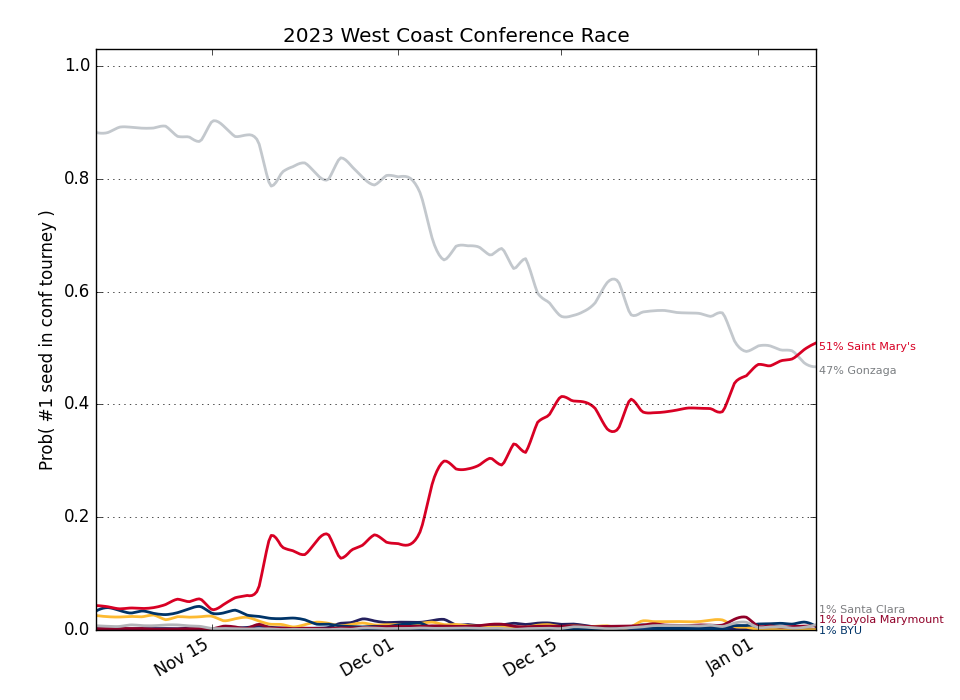 2023 West Coast Conference Race
Prob( #1 seed in conf tourney )
1.0
0.8
0.6
0.4
0.2
0.0
51% Saint Mary's
47% Gonzaga
1% Santa Clara
1% Loyola Marymount
1% BYU
Nov 15
Dec 01
Dec 15
Jan 01